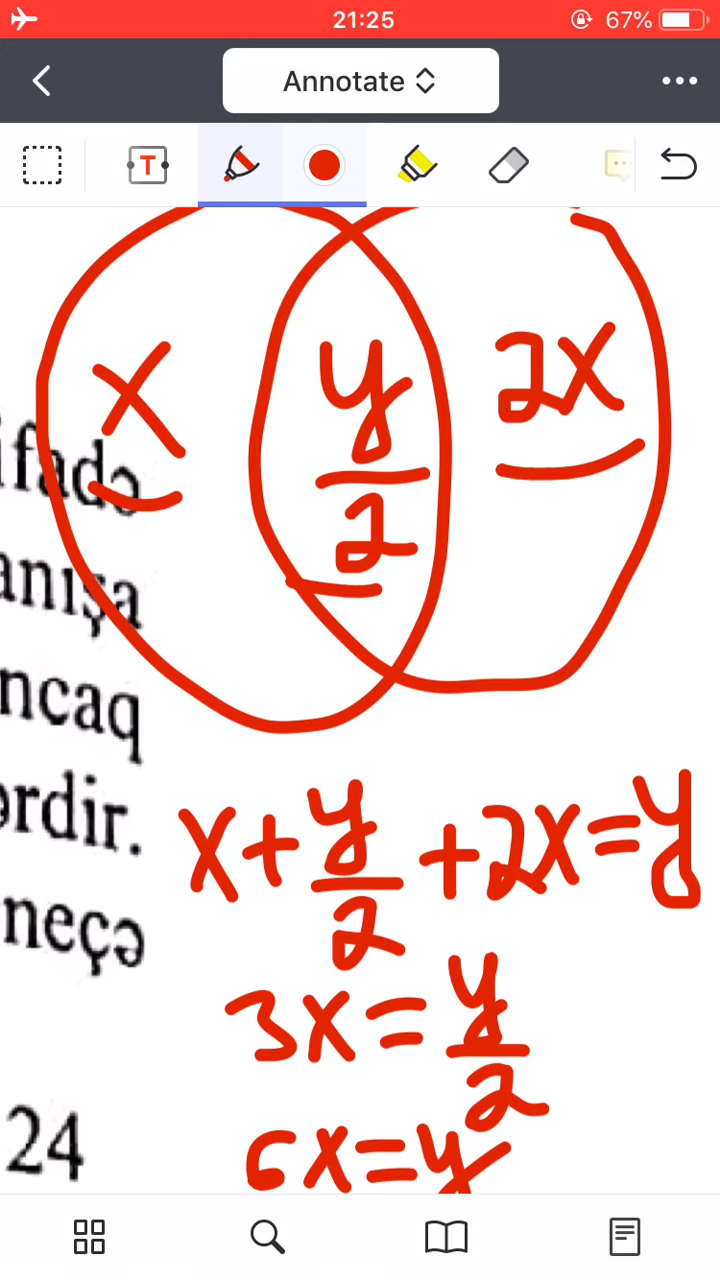 21:25 67%
Annotate
T
x y/2 2x
ifadə
anışa
ncaq
ərdir.
x+y/2+2x=y
neçə
3x=y/2
24
6x=y